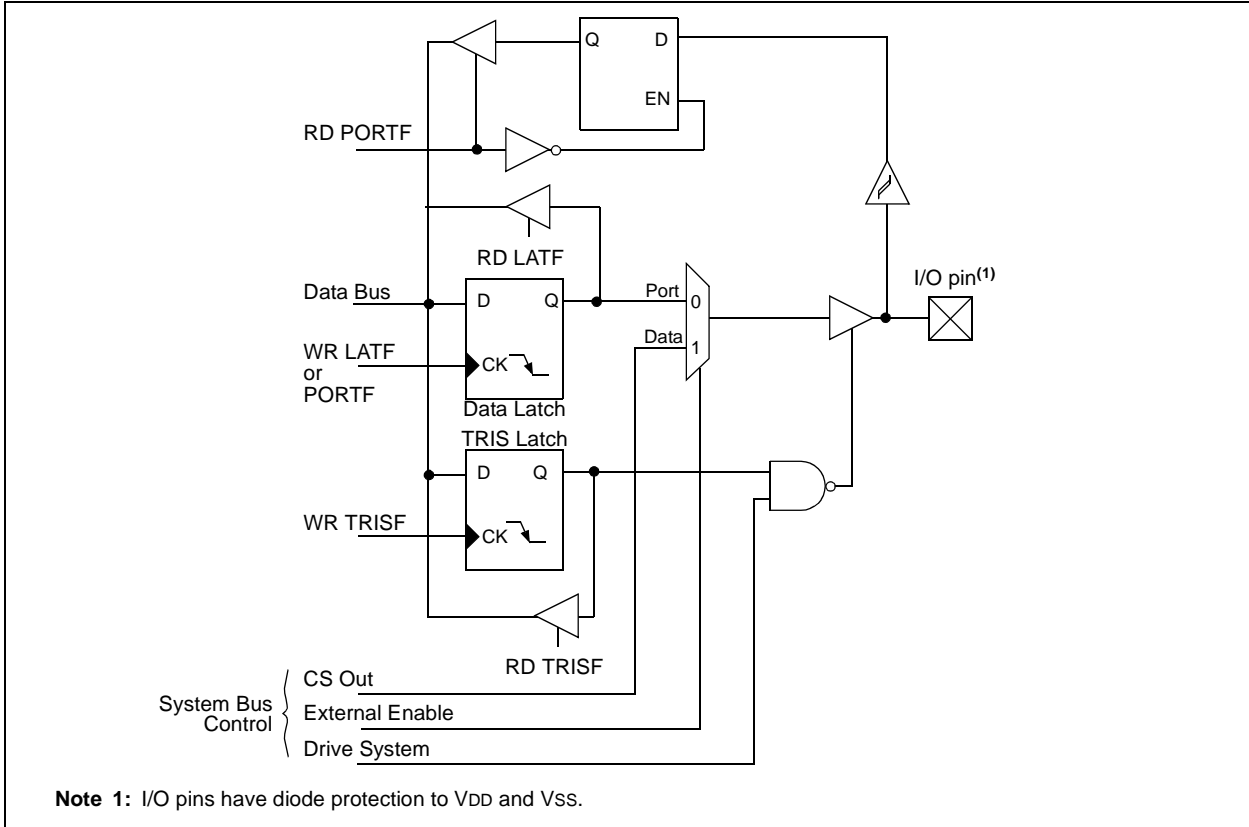 Q D
EN
RD PORTF
RD LATF
I/O pin(1)
Data Bus
D Q
Port
0
WR LATF
or
PORTF
CK
Data
1
Data Latch
TRIS Latch
D Q
WR TRISF
CK
RD TRISF
System Bus
Control
CS Out
External Enable
Drive System
Note 1: I/O pins have diode protection to VDD and VSS.